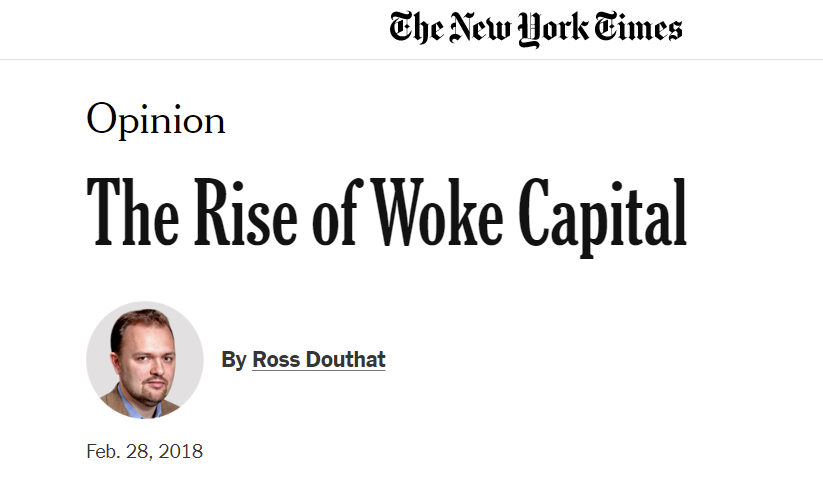 The New York Times
Opinion
The Rise of Woke Capital
By Ross Douthat
Feb. 28, 2018